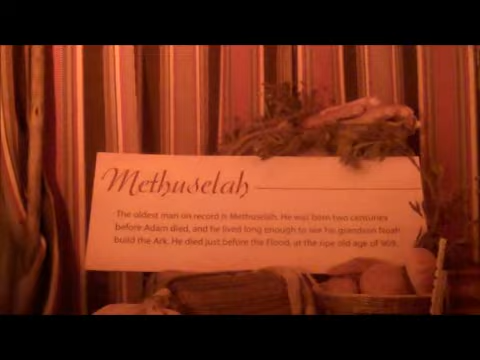 Methuselah
The oldest man on record is Methuselah. He was born two centuries
before Adam died, and he lived long enough to see his grandson Noah
build the Ark. He died just before the Flood, at the ripe old age of 969.